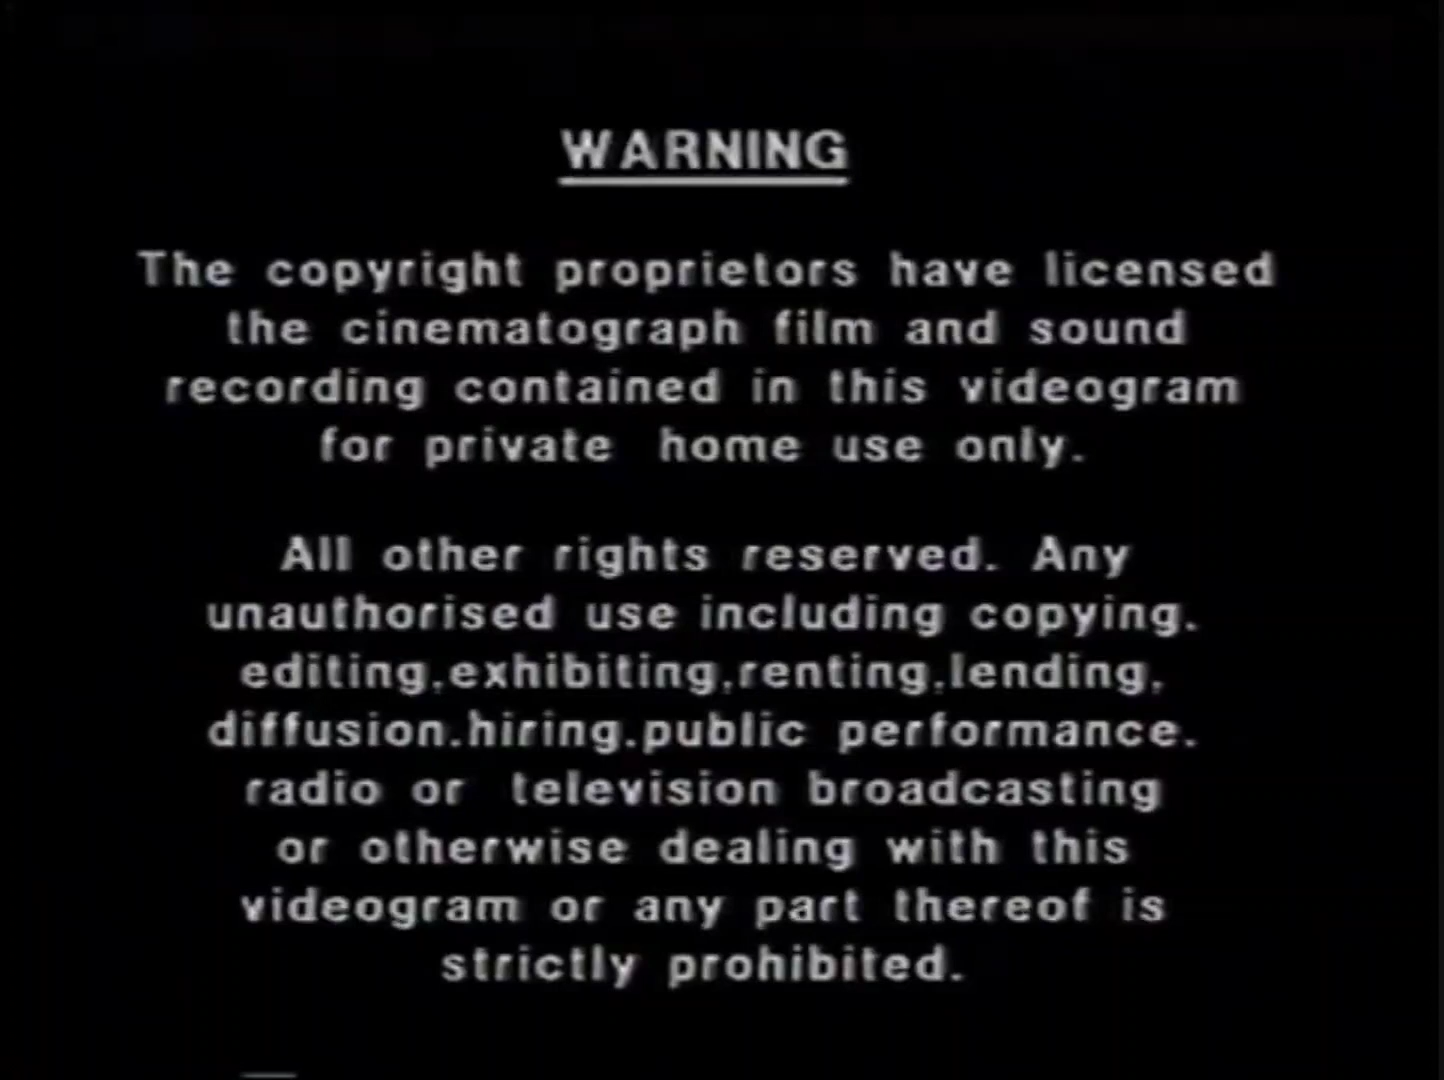 WARNING
The copyright proprietors have licensed
the cinematograph film and sound
recording contained in this videogram
for private home use only.
All other rights reserved. Any
unauthorised use including copying.
editing,exhibiting,renting,lending,
diffusion.hiring.public performance.
radio or television broadcasting
or otherwise dealing with this
videogram or any part thereof is
strictly prohibited.